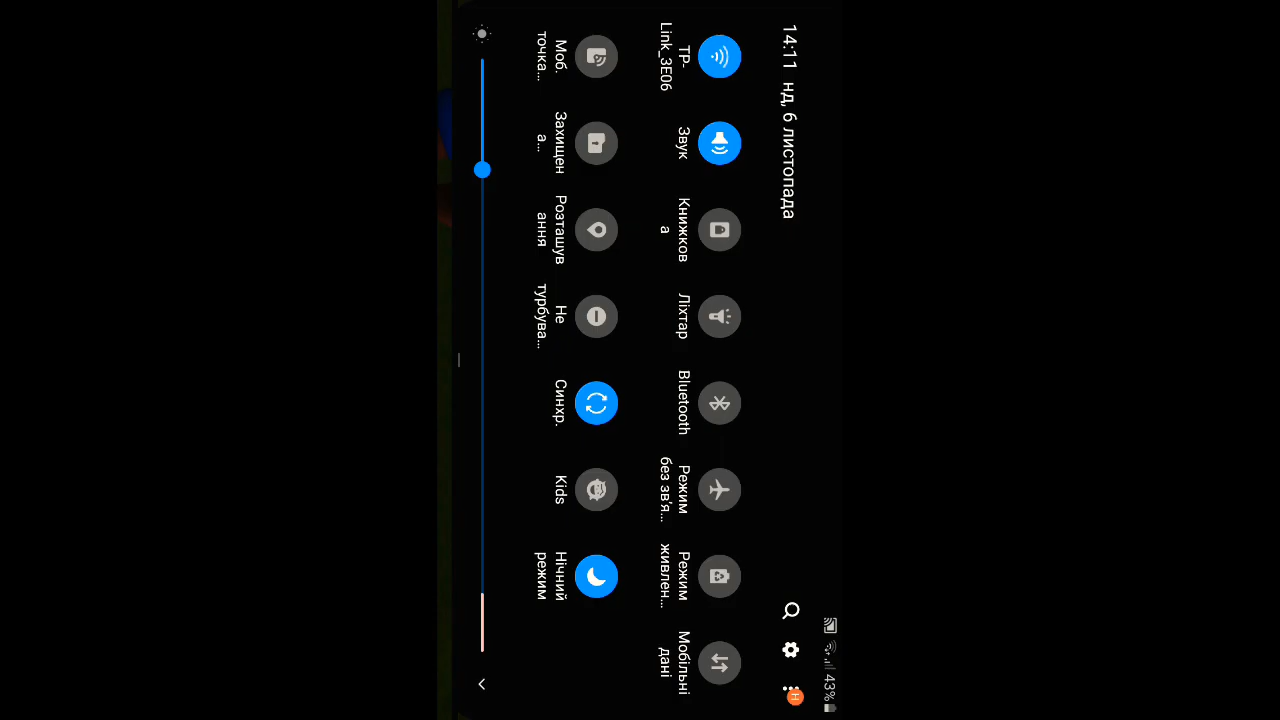 43%
14:11 нд, 6 листопада
Н
TP-
Link_3E06
Звук
Книжков
а
Ліхтар
Bluetooth
Режим
без зв'я...
Режим
живлен...
Мобільні
дані
Моб.
точка...
Захищен
а...
Розташув
ання
Не
турбува...
Синхр.
Kids
Нічний
режим